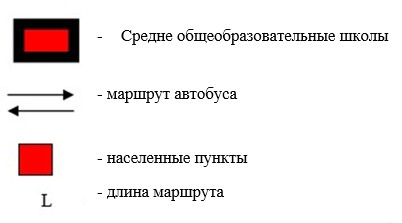 - Средне общеобразовательные школы
- маршрут автобуса
- населенные пункты
L - длина маршрута